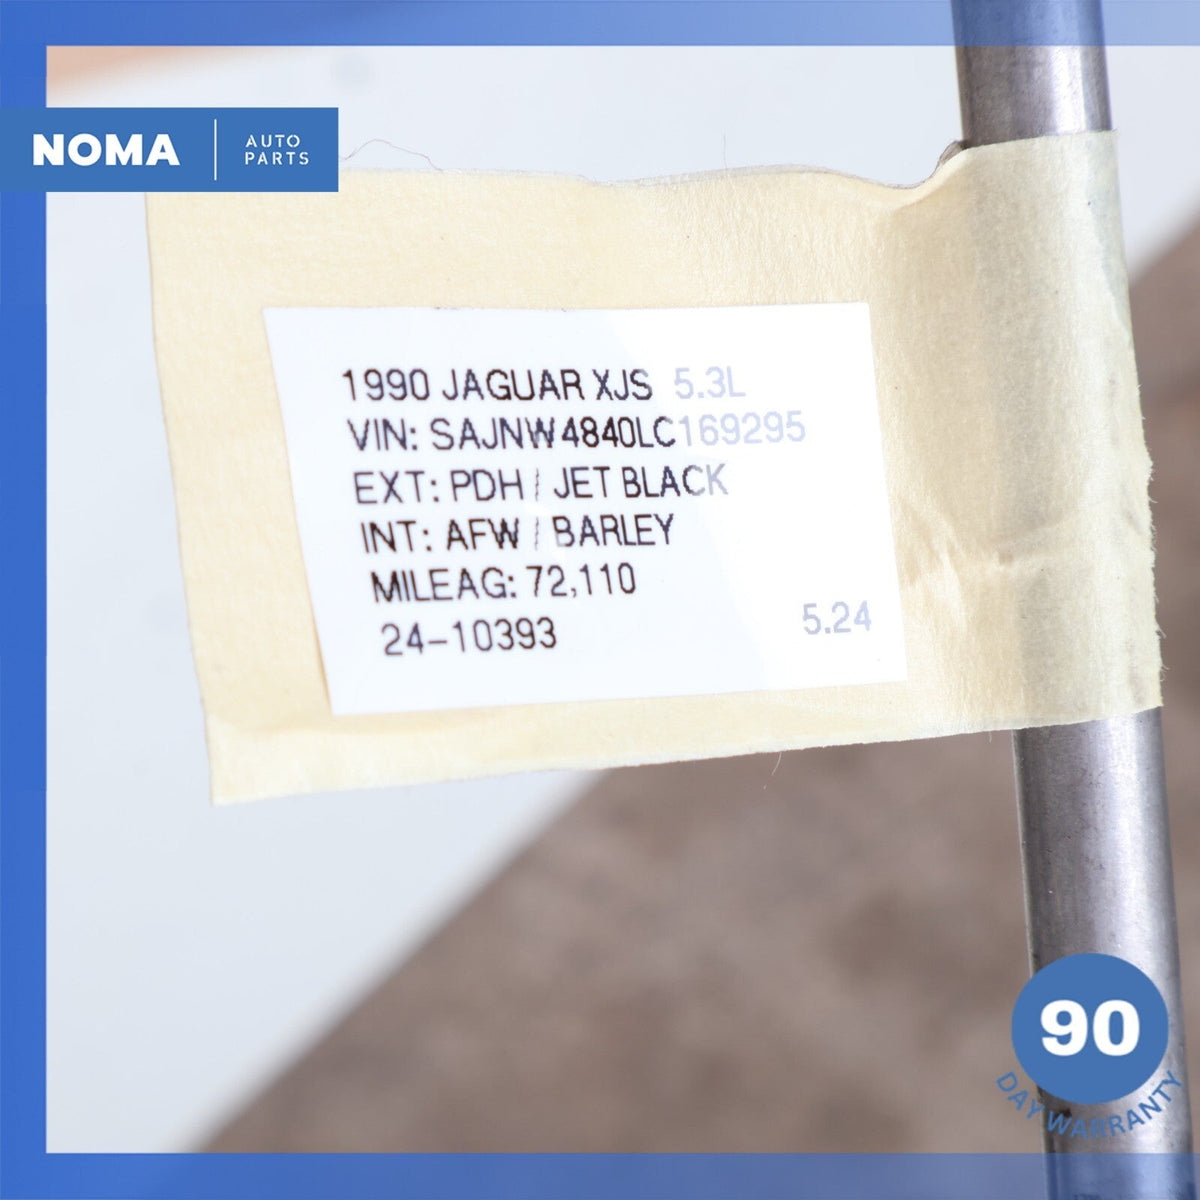 NOMA
AUTO
PARTS
1990 JAGUAR XJS 5.3L
VIN: SAJNW4840LC169295
EXT: PDH / JET BLACK
INT: AFW / BARLEY
MILEAG: 72,110
24-10393
5.24
90
DAY WARRANTY